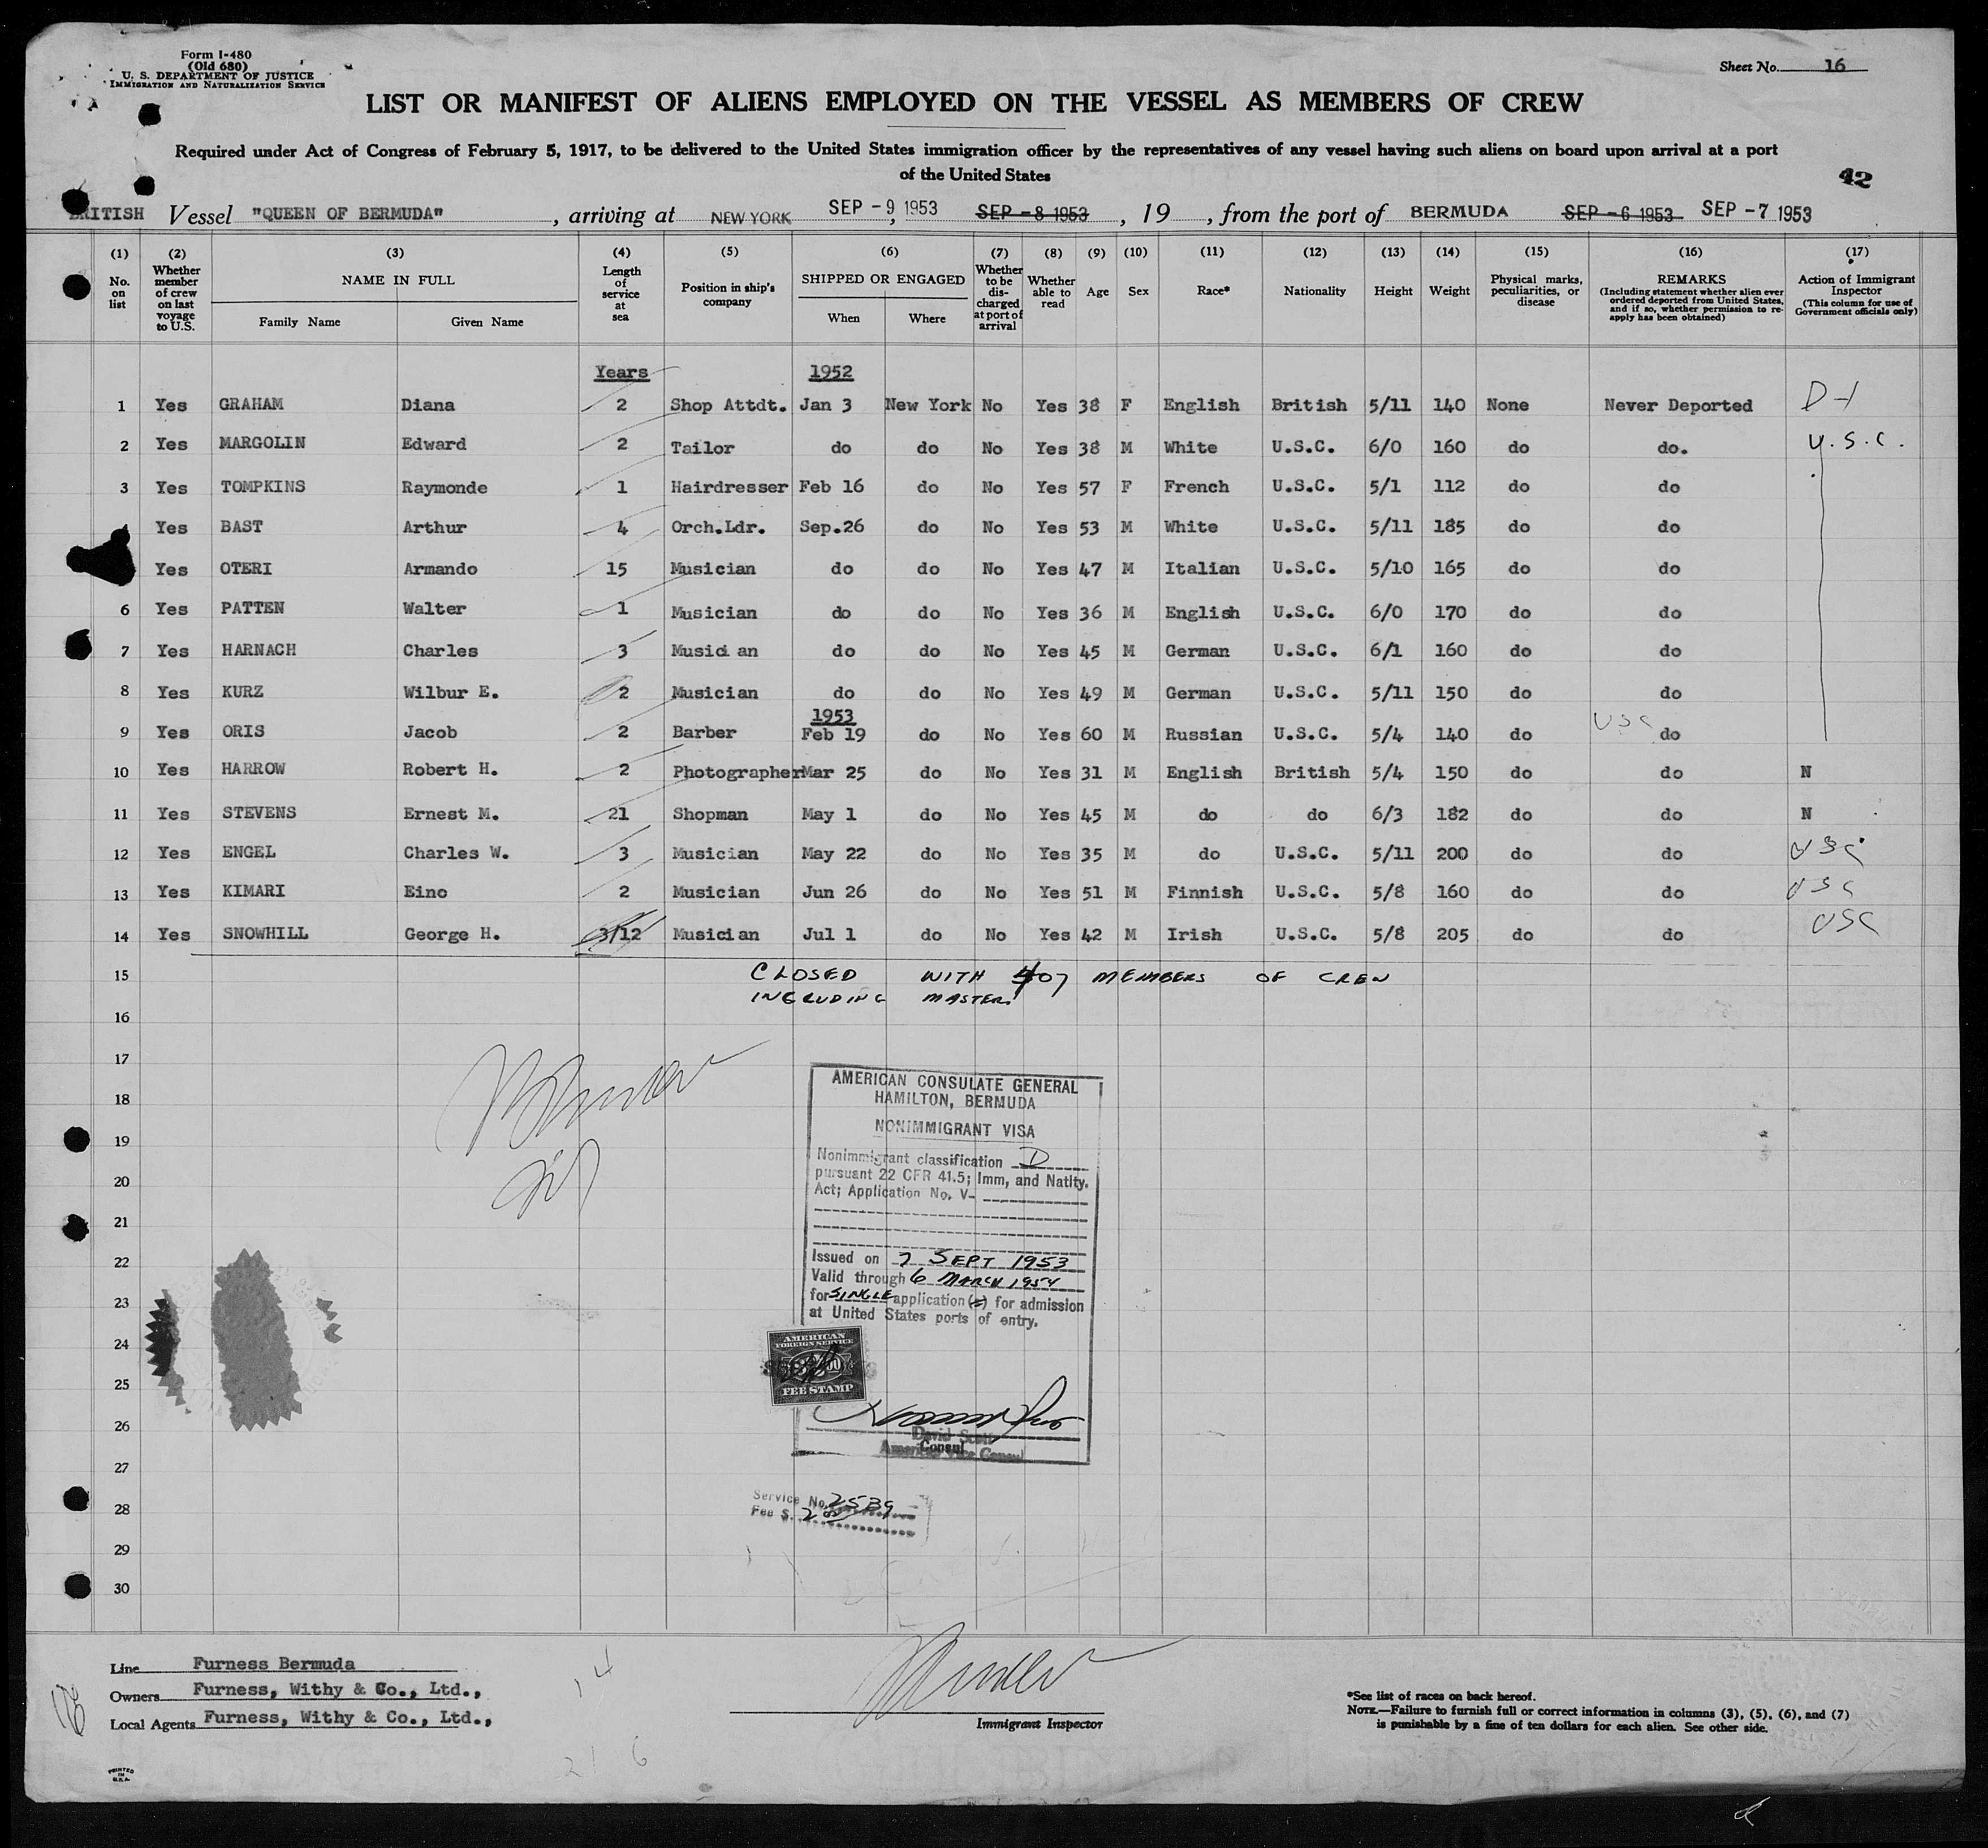 Form I-480
(Old 680)
U. S. DEPARTMENT OF JUSTICE
IMMIGRATION AND NATURALIZATION SERVICE
Sheet No. 16
LIST OR MANIFEST OF ALIENS EMPLOYED ON THE VESSEL AS MEMBERS OF CREW
Required under Act of Congress of February 5, 1917, to be delivered to the United States immigration officer by the representatives of any vessel having such aliens on board upon arrival at a port
of the United States
42
BRITISH Vessel "QUEEN OF BERMUDA", arriving at NEW YORK SEP -9 1953 SEP -8 1953, 19 , from the port of BERMUDA SEP -6 1953 SEP -7 1953
(1) (2) (3) (4) (5) (6) (7) (8) (9) (10) (11) (12) (13) (14) (15) (16) (17)
No. on list
Whether member of crew on last voyage to U.S.
NAME IN FULL
Family Name Given Name
Length of service at sea
Position in ship's company
SHIPPED OR ENGAGED
When Where
Whether to be discharged at port of arrival
Whether able to read
Age
Sex
Race*
Nationality
Height
Weight
Physical marks, peculiarities, or disease
REMARKS
(Including statement whether alien ever ordered deported from United States, and if so, whether permission to re-apply has been obtained)
Action of Immigrant Inspector
(This column for use of Government officials only)
Years 1952
1 Yes GRAHAM Diana 2 Shop Attdt. Jan 3 New York No Yes 38 F English British 5/11 140 None Never Deported D-1
2 Yes MARGOLIN Edward 2 Tailor do do No Yes 38 M White U.S.C. 6/0 160 do do. U.S.C.
3 Yes TOMPKINS Raymonde 1 Hairdresser Feb 16 do No Yes 57 F French U.S.C. 5/1 112 do do
Yes BAST Arthur 4 Orch.Ldr. Sep.26 do No Yes 53 M White U.S.C. 5/11 185 do do
Yes OTERI Armando 15 Musician do do No Yes 47 M Italian U.S.C. 5/10 165 do do
6 Yes PATTEN Walter 1 Musician do do No Yes 36 M English U.S.C. 6/0 170 do do
7 Yes HARNACH Charles 3 Musician do do No Yes 45 M German U.S.C. 6/1 160 do do
8 Yes KURZ Wilbur E. 2 Musician do do No Yes 49 M German U.S.C. 5/11 150 do do
1953
9 Yes ORIS Jacob 2 Barber Feb 19 do No Yes 60 M Russian U.S.C. 5/4 140 do USC do
10 Yes HARROW Robert H. 2 Photographer Mar 25 do No Yes 31 M English British 5/4 150 do do N
11 Yes STEVENS Ernest M. 21 Shopman May 1 do No Yes 45 M do do 6/3 182 do do N
12 Yes ENGEL Charles W. 3 Musician May 22 do No Yes 35 M do U.S.C. 5/11 200 do do USC
13 Yes KIMARI Eino 2 Musician Jun 26 do No Yes 51 M Finnish U.S.C. 5/8 160 do do USC
14 Yes SNOWHILL George H. 3/12 Musician Jul 1 do No Yes 42 M Irish U.S.C. 5/8 205 do do USC
15 CLOSED WITH 407 MEMBERS OF CREW
INCLUDING MASTER.
16
17
18
19
20
21
22
23
24
25
26
27
28
29
30
AMERICAN CONSULATE GENERAL
HAMILTON, BERMUDA
NONIMMIGRANT VISA
Nonimmigrant classification D
pursuant 22 CFR 41.5; Imm, and Natlty.
Act; Application No. V-
Issued on 7 SEPT 1953
Valid through 6 MARCH 1954
for SINGLE application(s) for admission
at United States ports of entry.
AMERICAN
FOREIGN SERVICE
FEE STAMP
David Scott
Consul
American Vice Consul
Service No. 2539
Fee $. 2
Line Furness Bermuda
Owners Furness, Withy & Co., Ltd.,
Local Agents Furness, Withy & Co., Ltd.,
14
Immigrant Inspector
*See list of races on back hereof.
NOTE.—Failure to furnish full or correct information in columns (3), (5), (6), and (7)
is punishable by a fine of ten dollars for each alien. See other side.
21 6
PRINTED
IN
U.S.A.